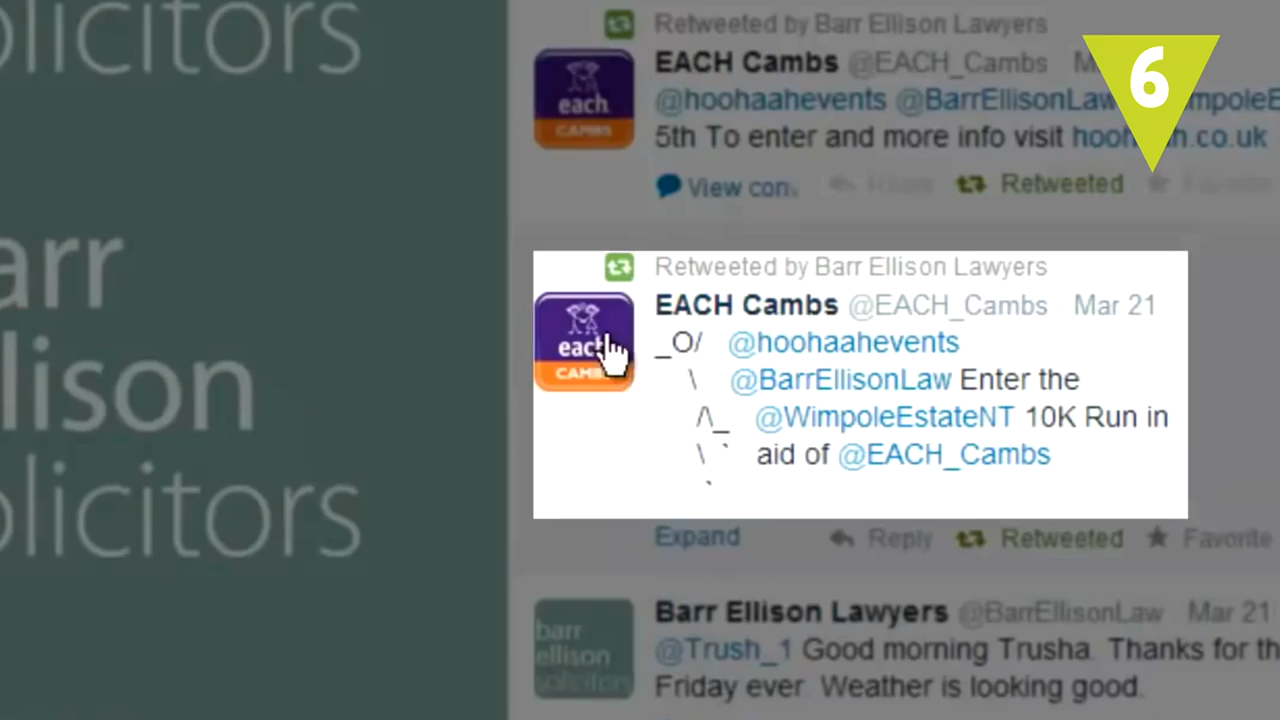 olicitors
arr
llison
olicitors
Retweeted by Barr Ellison Lawyers
EACH Cambs @EACH_Cambs
each
CAMBS
@hoohaahevents @BarrEllisonLaw
5th To enter and more info visit
View
Retweeted
6
Retweeted by Barr Ellison Lawyers
EACH Cambs @EACH_Cambs Mar 21
each
CAMBS
_O/ @hoohaahevents
\ @BarrEllisonLaw Enter the
/\_ @WimpoleEstateNT 10K Run in
\ ` aid of @EACH_Cambs
`
Expand Reply Retweeted Favorite
barr
ellison
solicitors
Barr Ellison Lawyers @BarrEllisonLaw Mar 21
@Trush_1 Good morning Trusha. Thanks for
Friday ever. Weather is looking good.